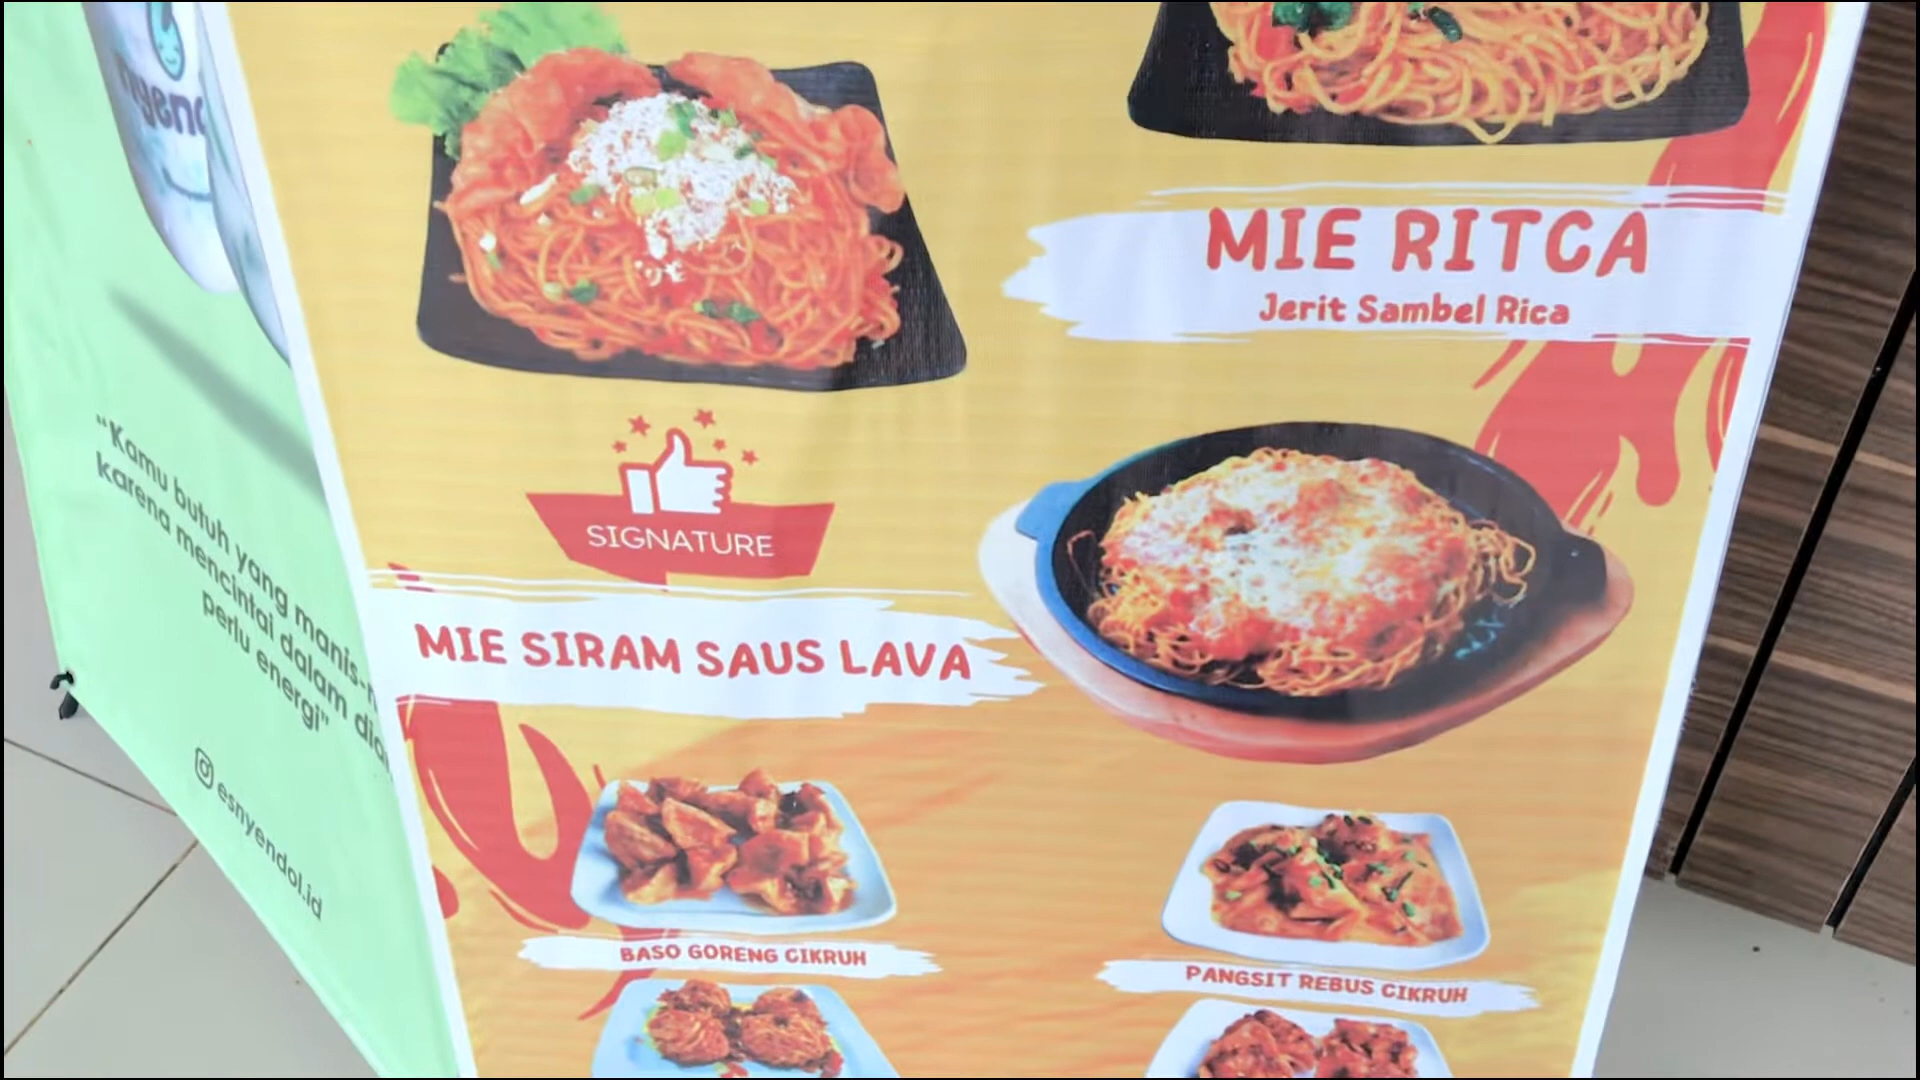 "Kamu butuh yang manis-
karena mencintai dalam
perlu energi"
esnyendol.id
MIE RITCA
Jerit Sambel Rica
SIGNATURE
MIE SIRAM SAUS LAVA
BASO GORENG CIKRUH
PANGSIT REBUS CIKRUH